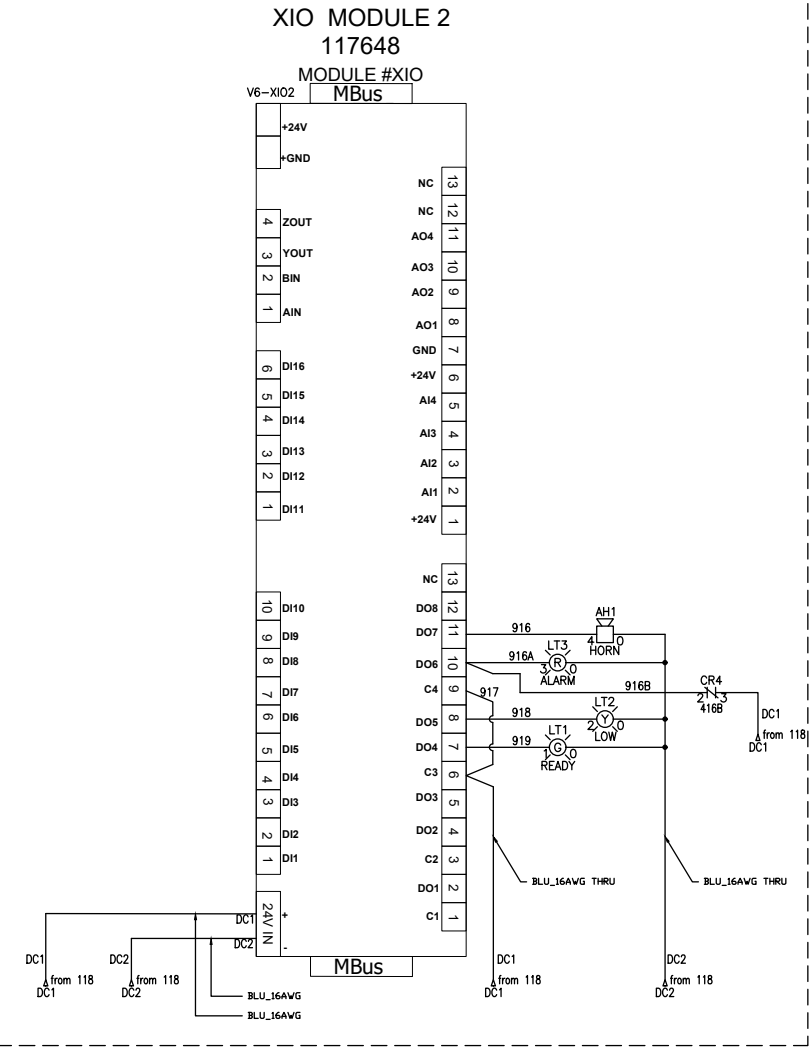 XIO MODULE 2
117648
MODULE #XIO
V6-XIO2
MBus
+24V
+GND
4 ZOUT
3 YOUT
2 BIN
1 AIN
6 DI16
5 DI15
4 DI14
3 DI13
2 DI12
1 DI11
10 DI10
9 DI9
8 DI8
7 DI7
6 DI6
5 DI5
4 DI4
3 DI3
2 DI2
1 DI1
24V IN
+
-
DC1
DC2
DC1
DC2
from 118
DC1
from 118
DC2
BLU_16AWG
BLU_16AWG
NC 13
NC 12
AO4 11
AO3 10
AO2 9
AO1 8
GND 7
+24V 6
AI4 5
AI3 4
AI2 3
AI1 2
+24V 1
NC 13
DO8 12
DO7 11
DO6 10
C4 9
DO5 8
DO4 7
C3 6
DO3 5
DO2 4
C2 3
DO1 2
C1 1
MBus
916
AH1
4 0
HORN
916A
LT3
3 R 0
ALARM
917
916B
CR4
2 3
416B
DC1
from 118
DC1
918
LT2
2 Y 0
LOW
919
LT1
1 G 0
READY
BLU_16AWG THRU
BLU_16AWG THRU
DC1
from 118
DC1
DC2
from 118
DC2